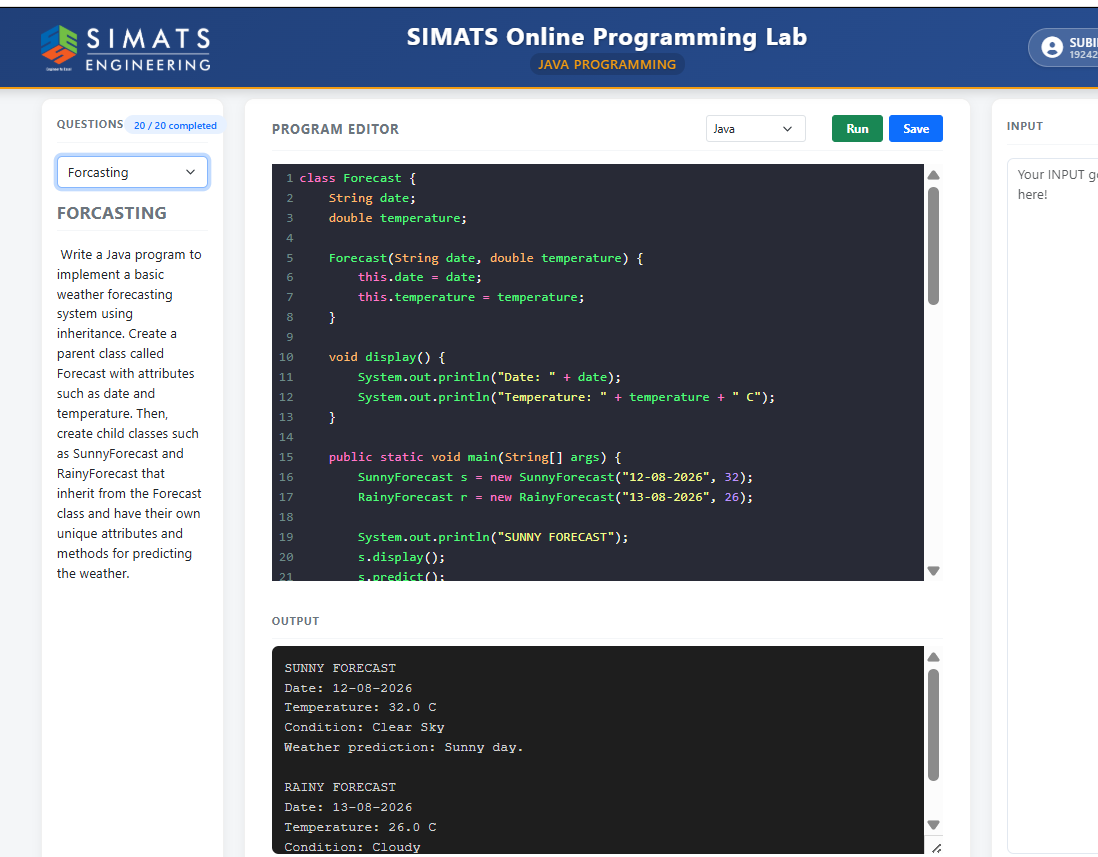 SIMATS
ENGINEERING
SIMATS Online Programming Lab
JAVA PROGRAMMING
QUESTIONS
20 / 20 completed
Forcasting
FORCASTING
Write a Java program to
implement a basic
weather forecasting
system using
inheritance. Create a
parent class called
Forecast with attributes
such as date and
temperature. Then,
create child classes such
as SunnyForecast and
RainyForecast that
inherit from the Forecast
class and have their own
unique attributes and
methods for predicting
the weather.
PROGRAM EDITOR
Java
Run
Save
1 class Forecast {
2     String date;
3     double temperature;
4
5     Forecast(String date, double temperature) {
6         this.date = date;
7         this.temperature = temperature;
8     }
9
10     void display() {
11         System.out.println("Date: " + date);
12         System.out.println("Temperature: " + temperature + " C");
13     }
14
15     public static void main(String[] args) {
16         SunnyForecast s = new SunnyForecast("12-08-2026", 32);
17         RainyForecast r = new RainyForecast("13-08-2026", 26);
18
19         System.out.println("SUNNY FORECAST");
20         s.display();
21         s.predict();
OUTPUT
SUNNY FORECAST
Date: 12-08-2026
Temperature: 32.0 C
Condition: Clear Sky
Weather prediction: Sunny day.
RAINY FORECAST
Date: 13-08-2026
Temperature: 26.0 C
Condition: Cloudy
SUBI
19242
INPUT
Your INPUT g
here!